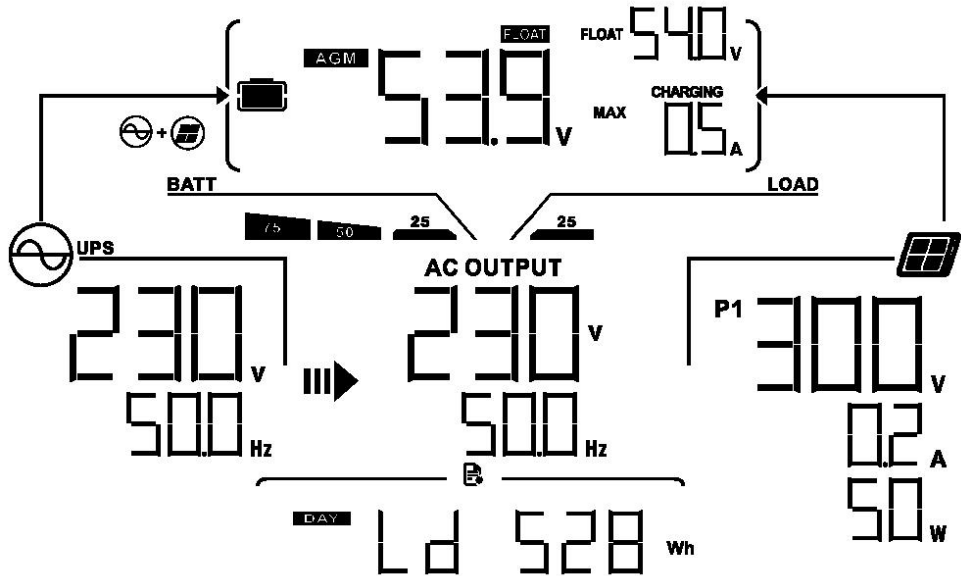 FLOAT
FLOAT 54.0 V
AGM
53.9 V
CHARGING
MAX 0.5 A
BATT
LOAD
75 50 25 25
UPS
AC OUTPUT
230 V
230 V
P1 300 V
50.0 Hz
50.0 Hz
0.2 A
50 W
DAY
Ld 528 Wh